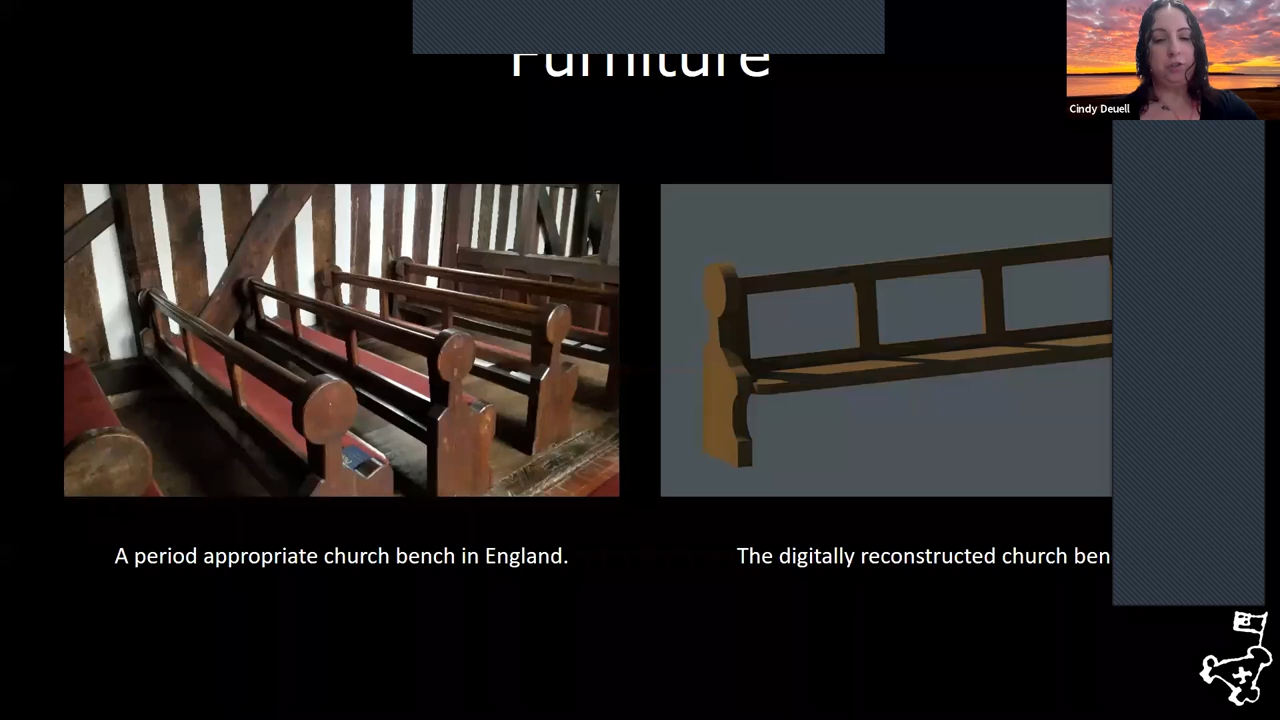 Furniture
Cindy Deuell
A period appropriate church bench in England.
The digitally reconstructed church ben